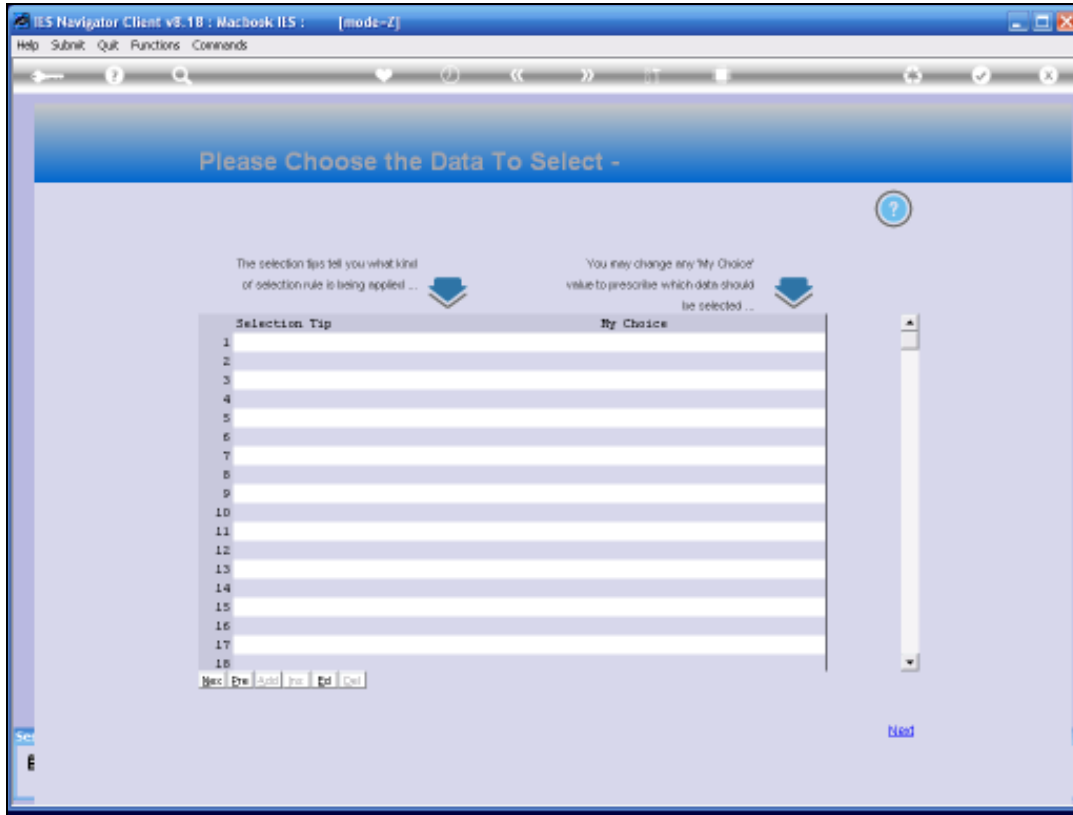 IES Navigator Client v8.18 : Macbook IES :    [mode-Z]
Help Submit Quit Functions Commands
Please Choose the Data To Select -
The selection tips tell you what kind
of selection rule is being applied ...
You may change any 'My Choice'
value to prescribe which data should
be selected ...
Selection Tip My Choice
1
2
3
4
5
6
7
8
9
10
11
12
13
14
15
16
17
18
Nex Pre Add Ins Ed Del
Next